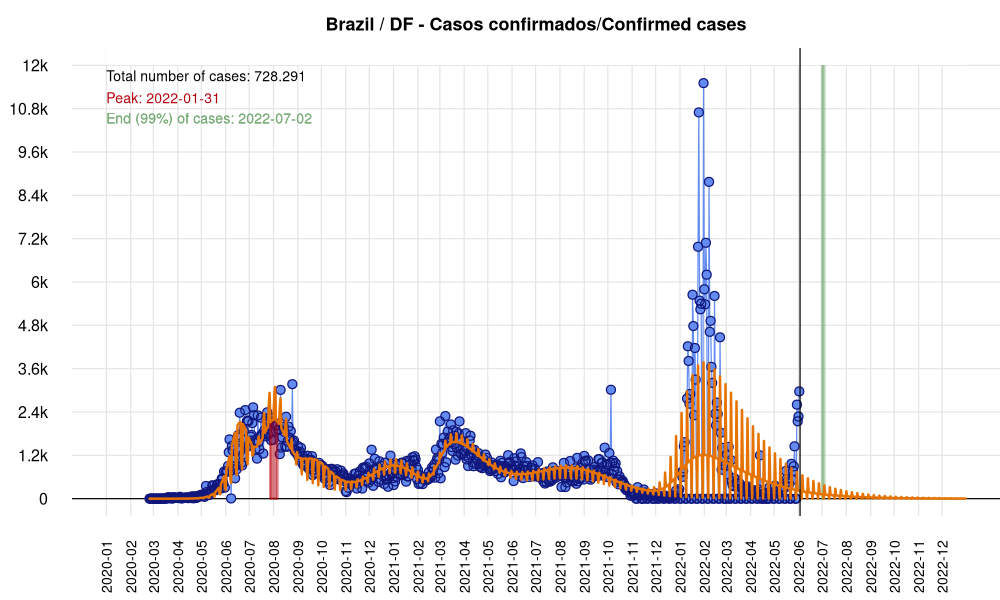 Brazil / DF - Casos confirmados/Confirmed cases
Total number of cases: 728.291
Peak: 2022-01-31
End (99%) of cases: 2022-07-02
12k
10.8k
9.6k
8.4k
7.2k
6k
4.8k
3.6k
2.4k
1.2k
0
2020-01
2020-02
2020-03
2020-04
2020-05
2020-06
2020-07
2020-08
2020-09
2020-10
2020-11
2020-12
2021-01
2021-02
2021-03
2021-04
2021-05
2021-06
2021-07
2021-08
2021-09
2021-10
2021-11
2021-12
2022-01
2022-02
2022-03
2022-04
2022-05
2022-06
2022-07
2022-08
2022-09
2022-10
2022-11
2022-12